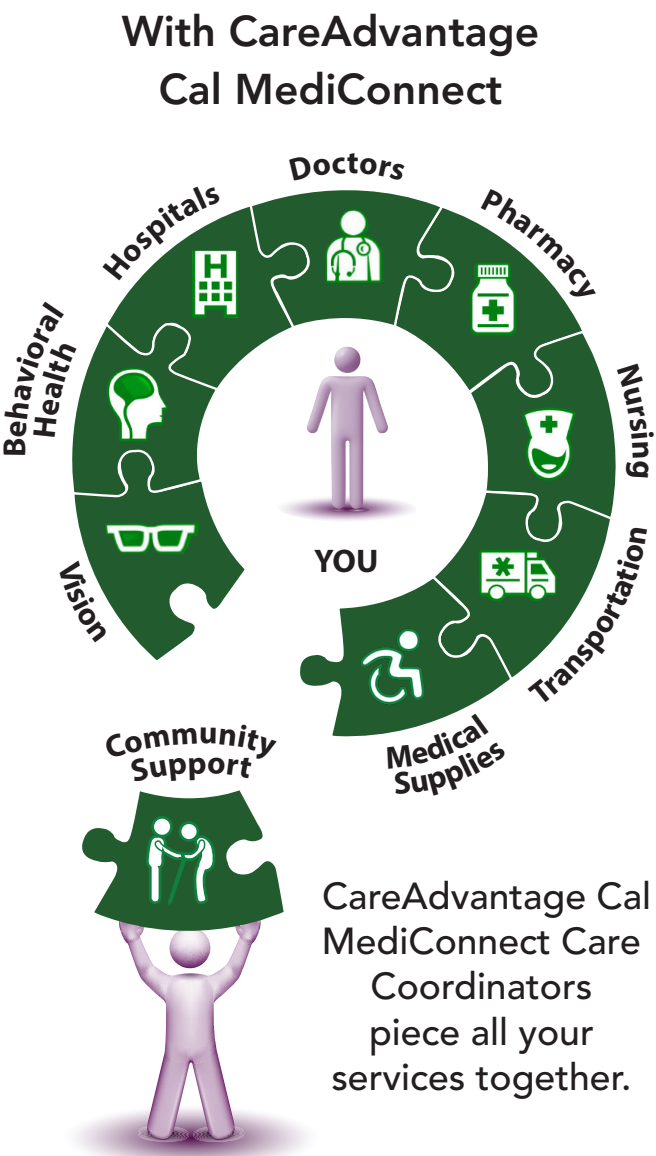 With CareAdvantage
Cal MediConnect
Doctors
Hospitals
Pharmacy
Behavioral
Health
Nursing
YOU
Vision
Transportation
Medical
Supplies
Community
Support
H
CareAdvantage Cal
MediConnect Care
Coordinators
piece all your
services together.